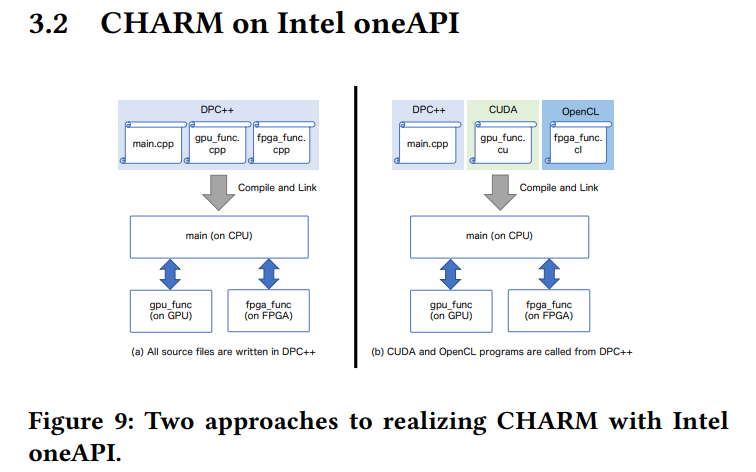 3.2 CHARM on Intel oneAPI
DPC++
main.cpp
gpu_func.
cpp
fpga_func.
cpp
Compile and Link
main (on CPU)
gpu_func
(on GPU)
fpga_func
(on FPGA)
(a) All source files are written in DPC++
DPC++
CUDA
OpenCL
main.cpp
gpu_func.
cu
fpga_func.
cl
Compile and Link
main (on CPU)
gpu_func
(on GPU)
fpga_func
(on FPGA)
(b) CUDA and OpenCL programs are called from DPC++
Figure 9: Two approaches to realizing CHARM with Intel
oneAPI.